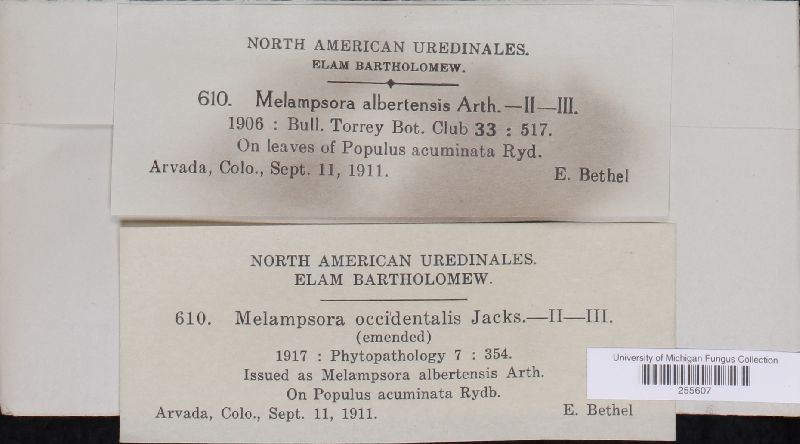 NORTH AMERICAN UREDINALES.
ELAM BARTHOLOMEW.
610. Melampsora albertensis Arth.—II—III.
1906 : Bull. Torrey Bot. Club 33 : 517.
On leaves of Populus acuminata Ryd.
Arvada, Colo., Sept. 11, 1911. E. Bethel
NORTH AMERICAN UREDINALES.
ELAM BARTHOLOMEW.
610. Melampsora occidentalis Jacks.—II—III.
(emended)
1917 : Phytopathology 7 : 354.
Issued as Melampsora albertensis Arth.
On Populus acuminata Rydb.
Arvada, Colo., Sept. 11, 1911. E. Bethel
University of Michigan Fungus Collection
255607